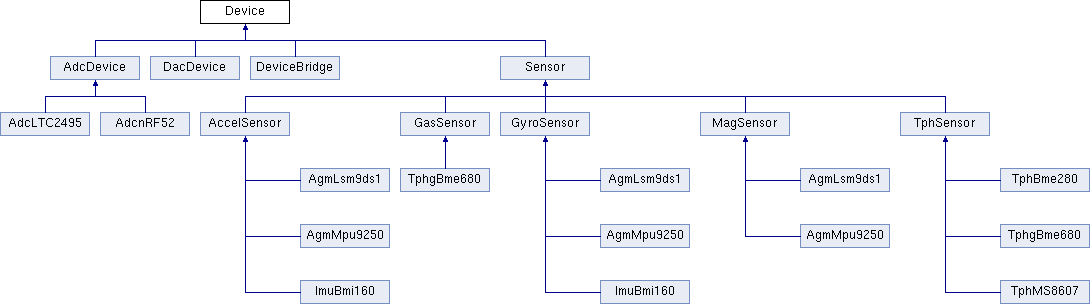 Device
AdcDevice
DacDevice
DeviceBridge
Sensor
AdcLTC2495
AdcnRF52
AccelSensor
GasSensor
GyroSensor
MagSensor
TphSensor
AgmLsm9ds1
TphgBme680
AgmLsm9ds1
AgmLsm9ds1
TphBme280
AgmMpu9250
AgmMpu9250
AgmMpu9250
TphgBme680
ImuBmi160
ImuBmi160
TphMS8607